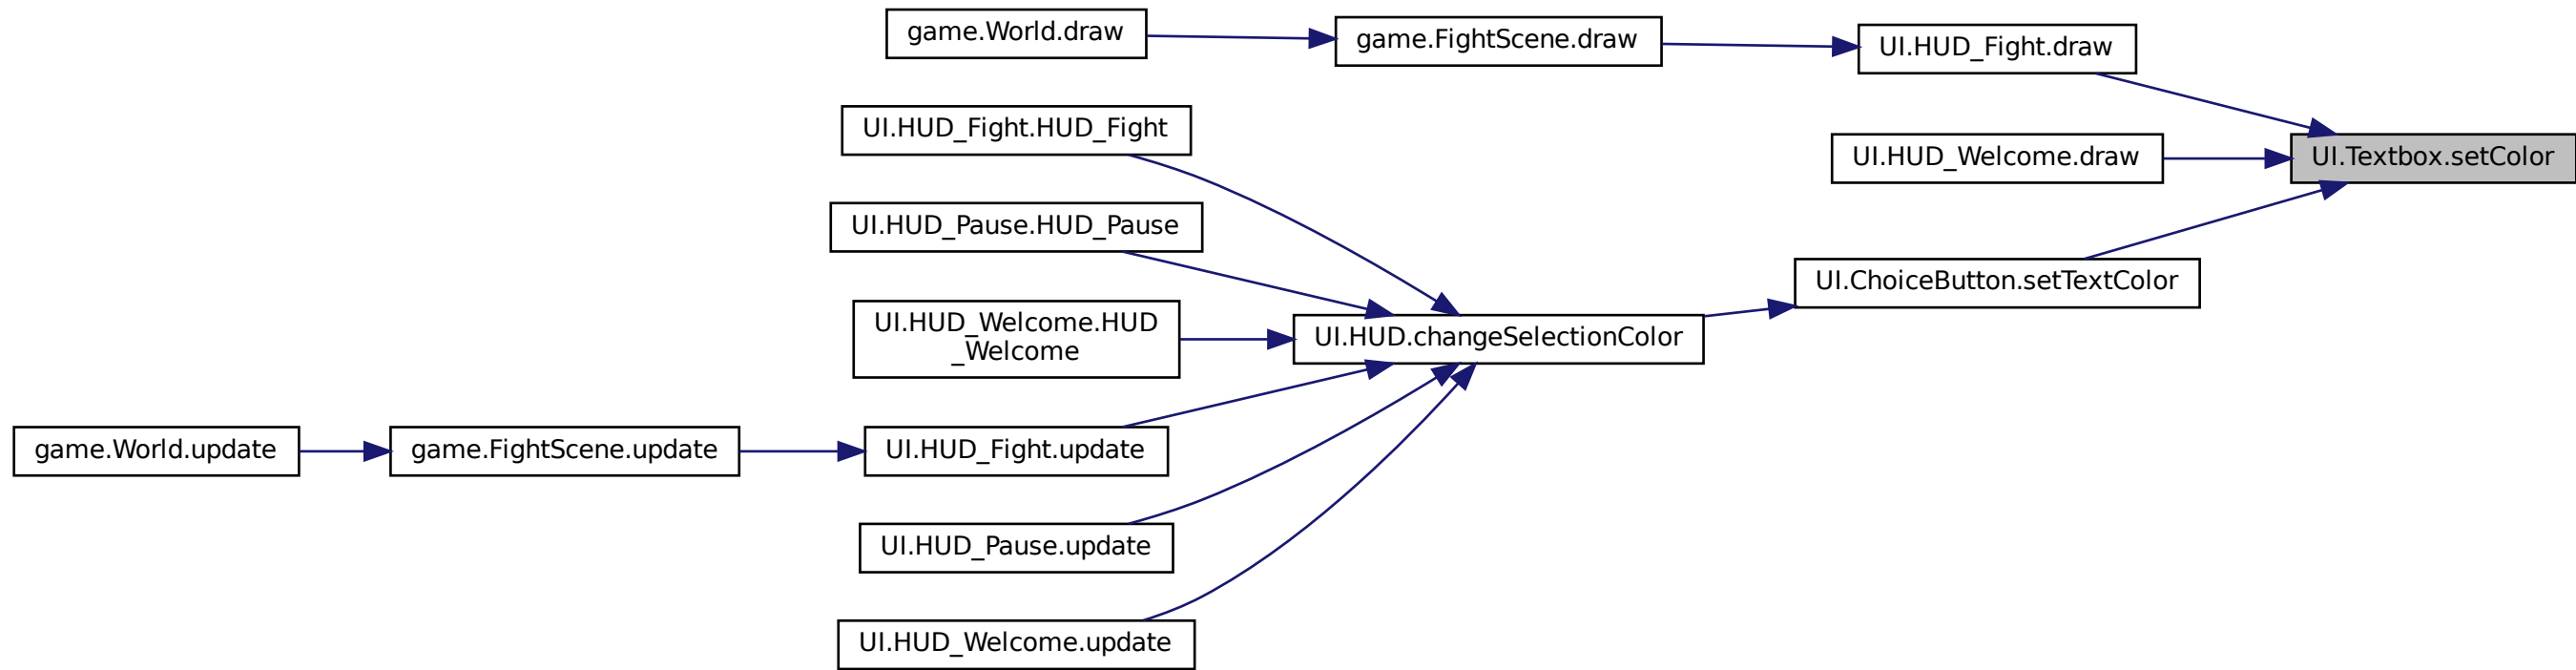 game.World.draw
game.FightScene.draw
UI.HUD_Fight.draw
UI.HUD_Fight.HUD_Fight
UI.HUD_Welcome.draw
UI.Textbox.setColor
UI.HUD_Pause.HUD_Pause
UI.ChoiceButton.setTextColor
UI.HUD_Welcome.HUD
_Welcome
UI.HUD.changeSelectionColor
game.World.update
game.FightScene.update
UI.HUD_Fight.update
UI.HUD_Pause.update
UI.HUD_Welcome.update